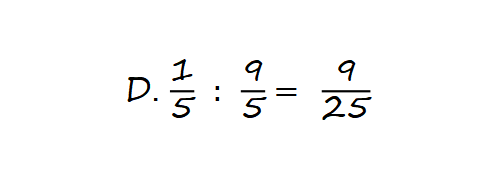 D. 1/5 : 9/5 = 9/25